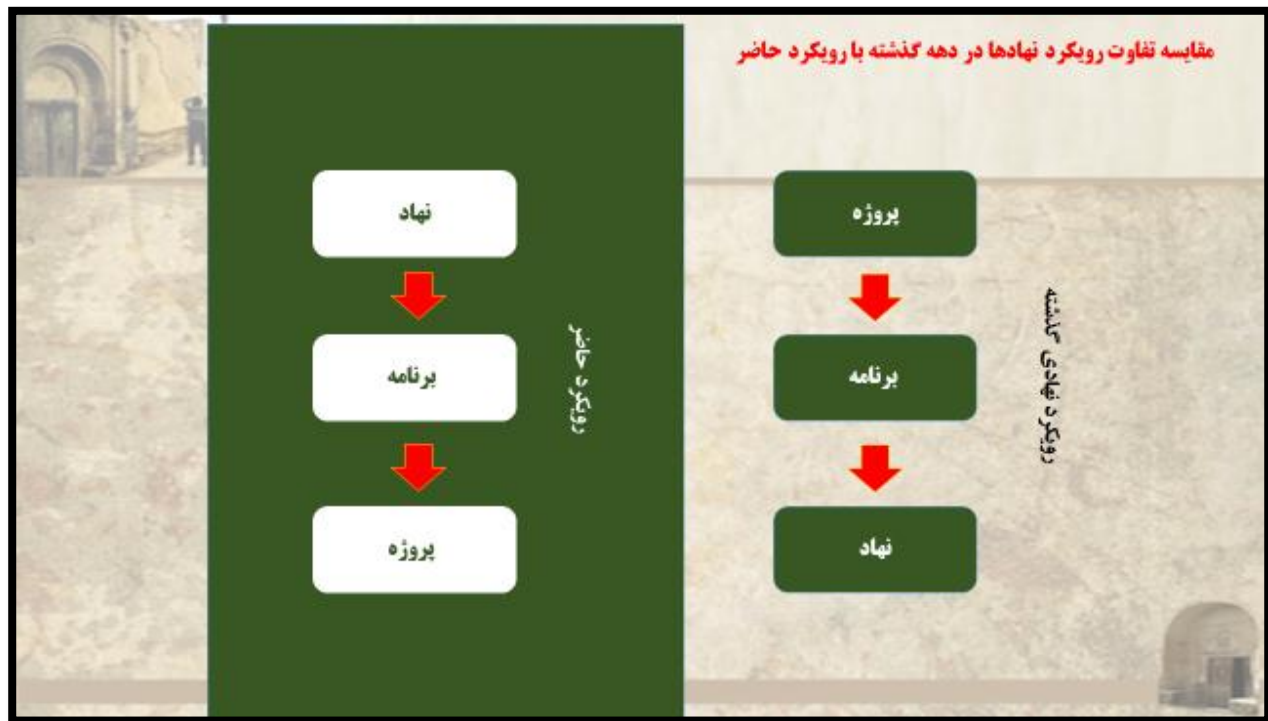 مقایسه تفاوت رویکرد نهادها در دهه گذشته با رویکرد حاضر
پروژه
برنامه
نهاد
رویکرد نهادی گذشته
نهاد
برنامه
پروژه
رویکرد حاضر